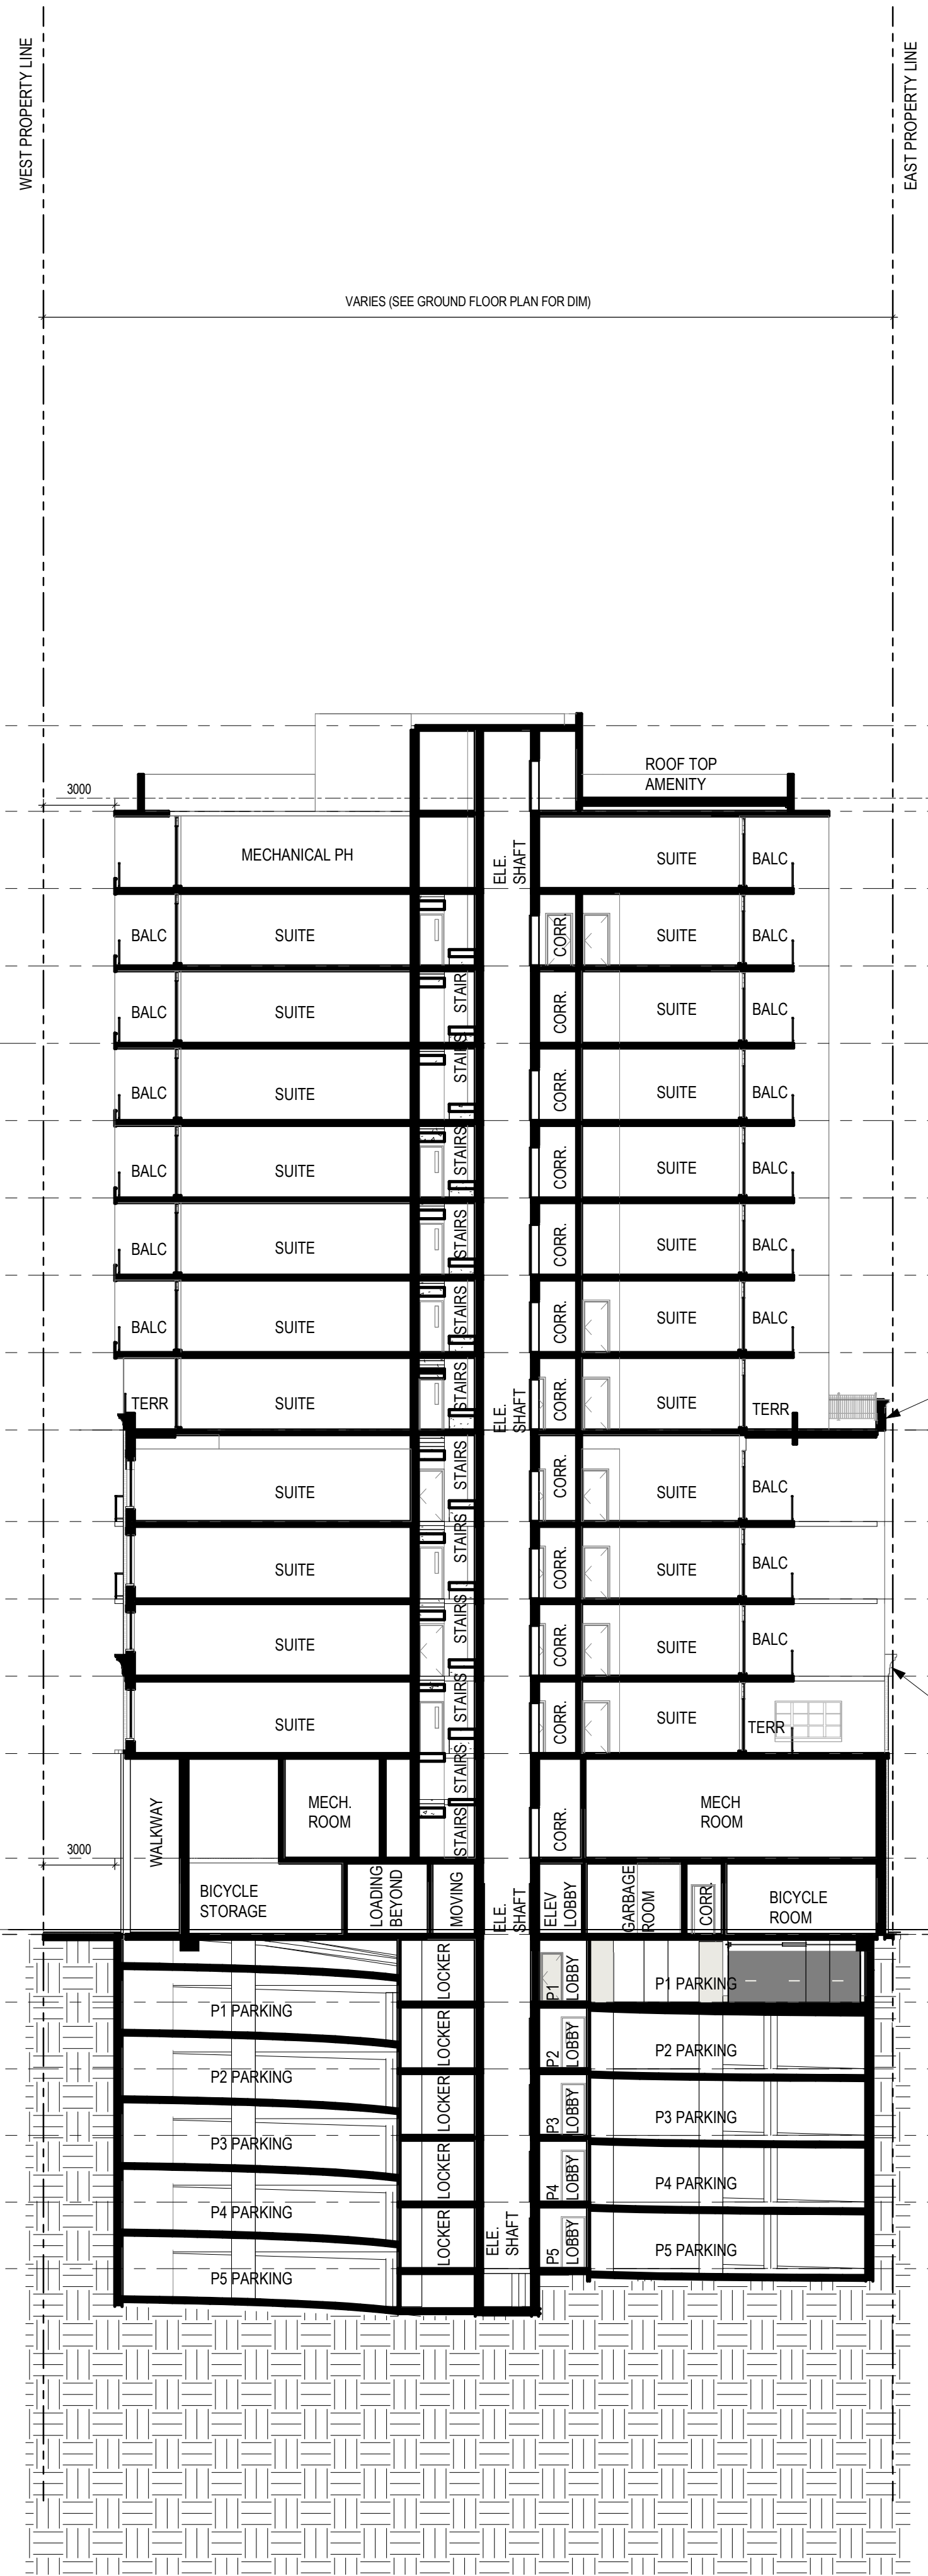 WEST PROPERTY LINE
EAST PROPERTY LINE
VARIES (SEE GROUND FLOOR PLAN FOR DIM)
3000
ROOF TOP
AMENITY
MECHANICAL PH
ELE.
SHAFT
SUITE
BALC
BALC
SUITE
CORR.
SUITE
BALC
BALC
SUITE
STAIR
CORR.
SUITE
BALC
BALC
SUITE
STAIRS
CORR.
SUITE
BALC
BALC
SUITE
STAIRS
CORR.
SUITE
BALC
BALC
SUITE
STAIRS
CORR.
SUITE
BALC
BALC
SUITE
STAIRS
CORR.
SUITE
BALC
TERR
SUITE
STAIRS
ELE.
SHAFT
CORR.
SUITE
TERR
SUITE
STAIRS
CORR.
SUITE
BALC
SUITE
STAIRS
CORR.
SUITE
BALC
SUITE
STAIRS
CORR.
SUITE
BALC
SUITE
STAIRS
CORR.
SUITE
TERR
WALKWAY
MECH.
ROOM
STAIRS
STAIRS
CORR.
MECH
ROOM
3000
BICYCLE
STORAGE
LOADING
BEYOND
MOVING
ELE.
SHAFT
ELEV
LOBBY
GARBAGE
ROOM
CORR.
BICYCLE
ROOM
P1 PARKING
LOCKER
P1
LOBBY
P1 PARKING
P2 PARKING
LOCKER
P2
LOBBY
P2 PARKING
P3 PARKING
LOCKER
P3
LOBBY
P3 PARKING
P4 PARKING
LOCKER
P4
LOBBY
P4 PARKING
P5 PARKING
LOCKER
ELE.
SHAFT
P5
LOBBY
P5 PARKING